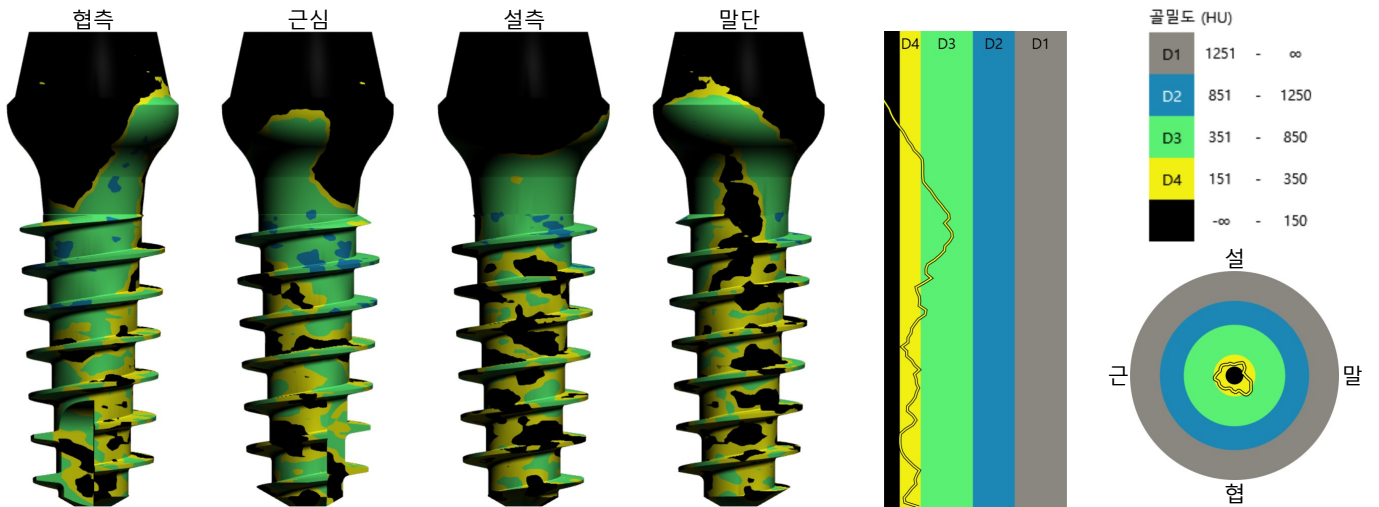 협측
근심
설측
말단
D4 D3 D2 D1
골밀도 (HU)
D1 1251 - ∞
D2 851 - 1250
D3 351 - 850
D4 151 - 350
-∞ - 150
설
근
말
협